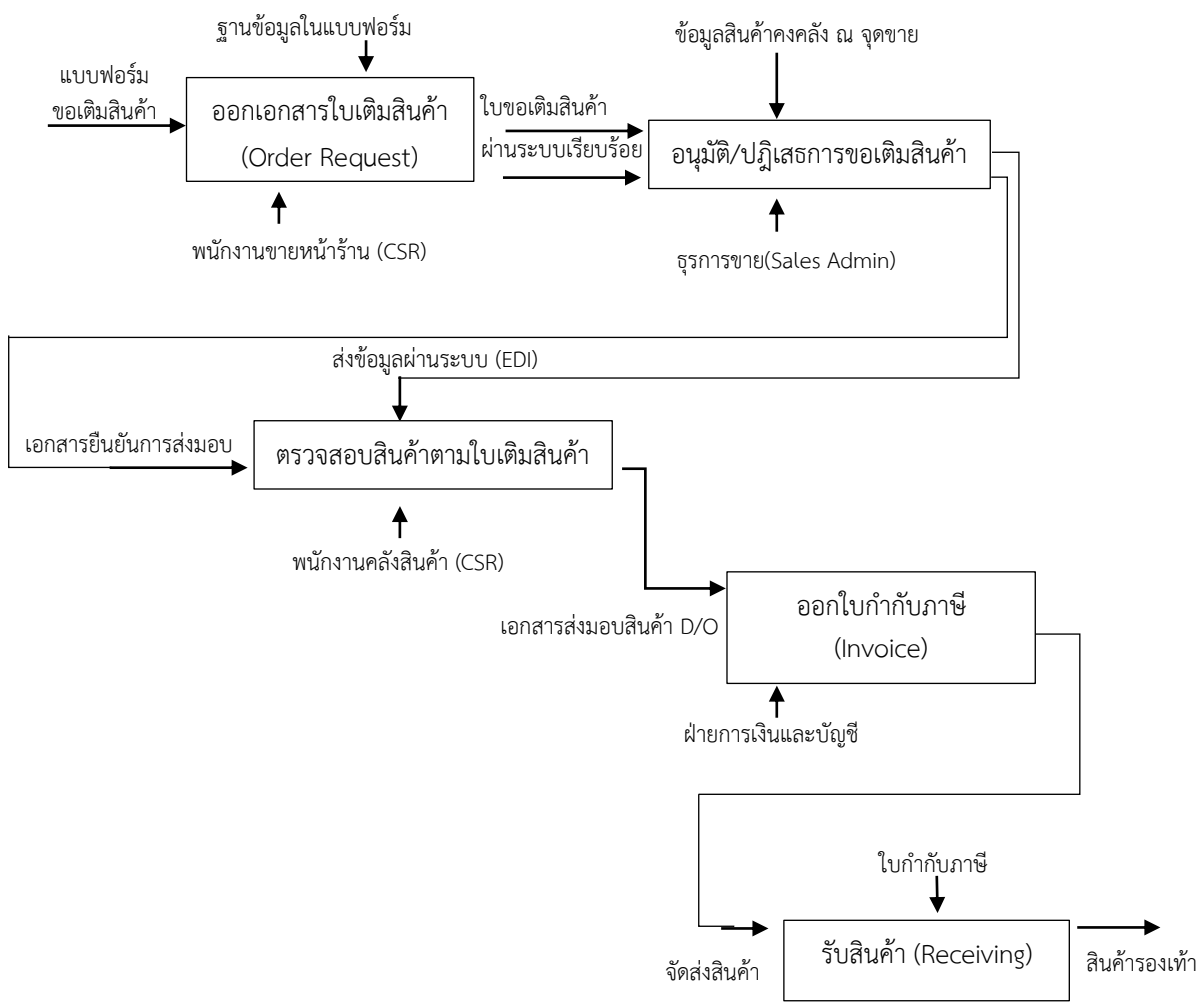 ฐานข้อมูลในแบบฟอร์ม
ข้อมูลสินค้าคงคลัง ณ จุดขาย
แบบฟอร์ม
ขอเติมสินค้า
ออกเอกสารใบเติมสินค้า
(Order Request)
ใบขอเติมสินค้า
ผ่านระบบเรียบร้อย
อนุมัติ/ปฎิเสธการขอเติมสินค้า
พนักงานขายหน้าร้าน (CSR)
ธุรการขาย(Sales Admin)
ส่งข้อมูลผ่านระบบ (EDI)
เอกสารยืนยันการส่งมอบ
ตรวจสอบสินค้าตามใบเติมสินค้า
พนักงานคลังสินค้า (CSR)
เอกสารส่งมอบสินค้า D/O
ออกใบกำกับภาษี
(Invoice)
ฝ่ายการเงินและบัญชี
ใบกำกับภาษี
จัดส่งสินค้า
รับสินค้า (Receiving)
สินค้ารองเท้า